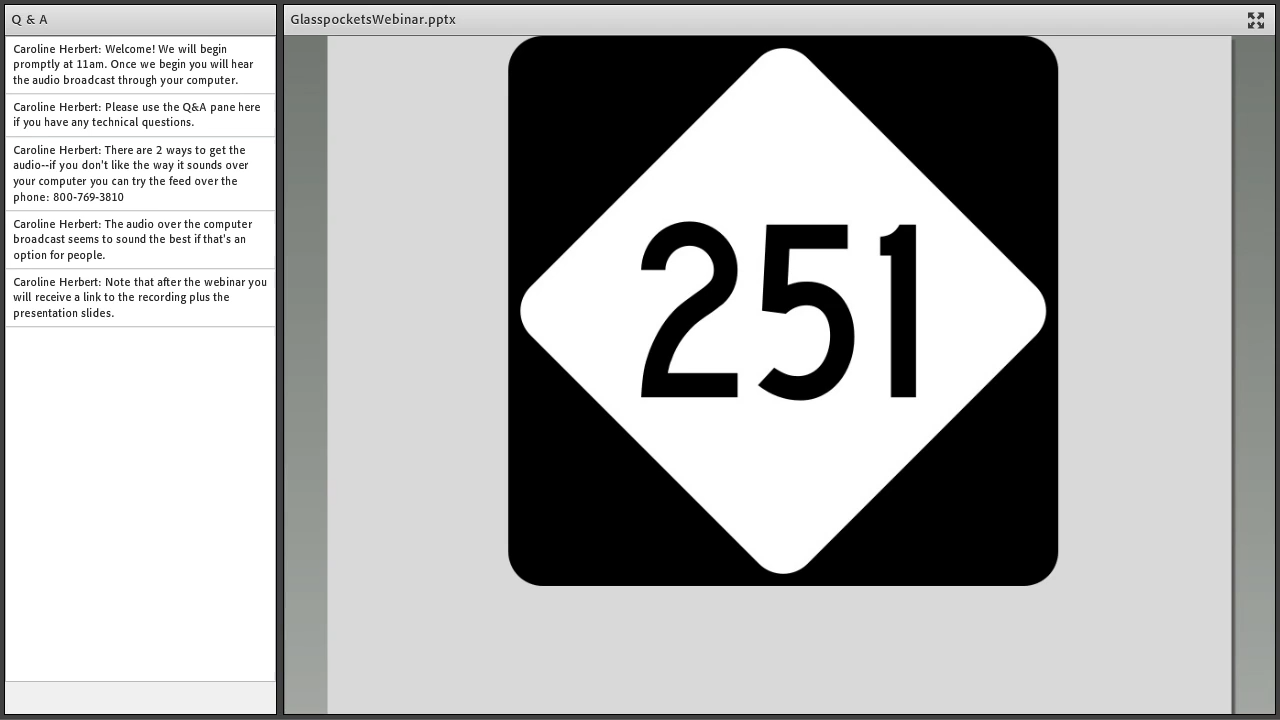 Q & A
Caroline Herbert: Welcome! We will begin
promptly at 11am. Once we begin you will hear
the audio broadcast through your computer.
Caroline Herbert: Please use the Q&A pane here
if you have any technical questions.
Caroline Herbert: There are 2 ways to get the
audio--if you don't like the way it sounds over
your computer you can try the feed over the
phone: 800-769-3810
Caroline Herbert: The audio over the computer
broadcast seems to sound the best if that's an
option for people.
Caroline Herbert: Note that after the webinar you
will receive a link to the recording plus the
presentation slides.
GlasspocketsWebinar.pptx
251